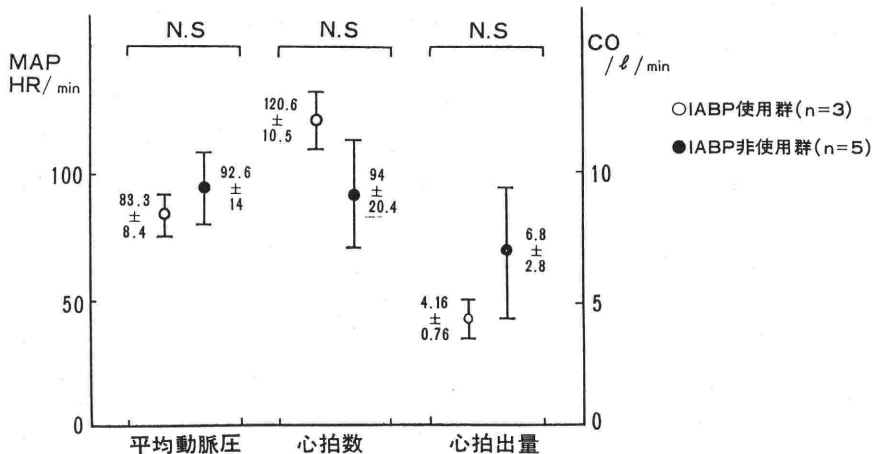 N.S
N.S
N.S
MAP
HR/min
CO
/ℓ/min
○IABP使用群(n=3)
●IABP非使用群(n=5)
120.6
±
10.5
100
83.3
±
8.4
92.6
±
14
94
±
20.4
10
6.8
±
2.8
50
4.16
±
0.76
5
0
0
平均動脈圧
心拍数
心拍出量